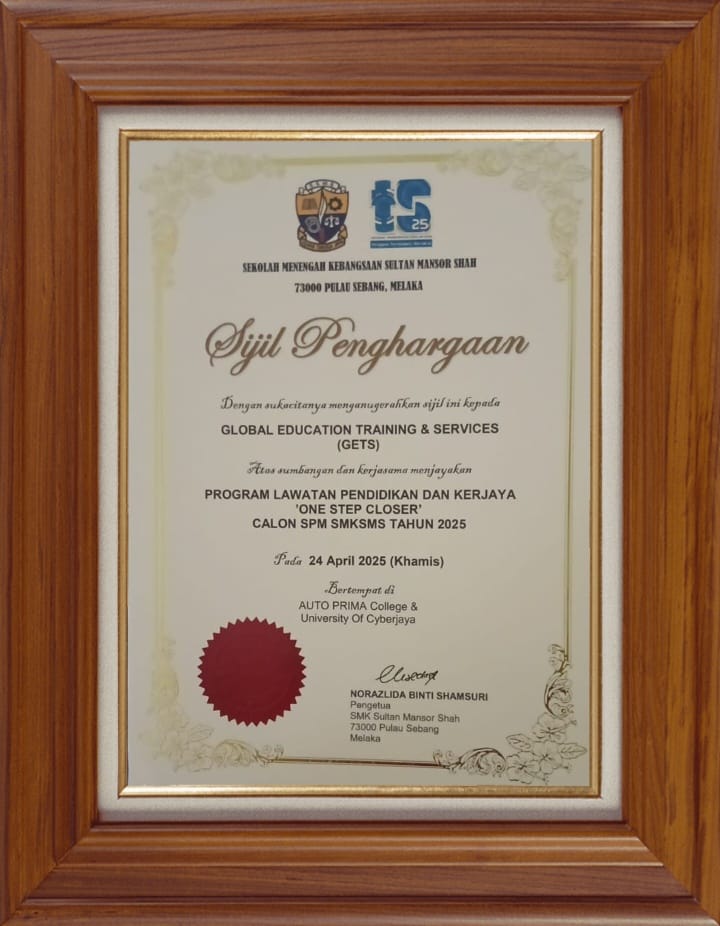 SMSMS
tS
25
SEKOLAH MENENGAH KEBANGSAAN SULTAN MANSOR SHAH
73000 PULAU SEBANG, MELAKA
Sijil Penghargaan
Dengan sukacitanya menganugerahkan sijil ini kepada
GLOBAL EDUCATION TRAINING & SERVICES
(GETS)
Atas sumbangan dan kerjasama menjayakan
PROGRAM LAWATAN PENDIDIKAN DAN KERJAYA
'ONE STEP CLOSER'
CALON SPM SMKSMS TAHUN 2025
Pada 24 April 2025 (Khamis)
Bertempat di
AUTO PRIMA College &
University Of Cyberjaya
NORAZLIDA BINTI SHAMSURI
Pengetua
SMK Sultan Mansor Shah
73000 Pulau Sebang
Melaka